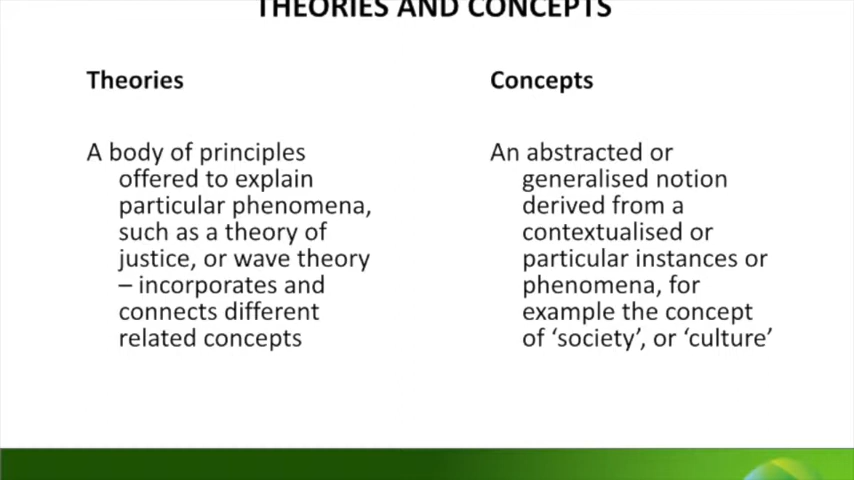 THEORIES AND CONCEPTS
Theories
A body of principles
offered to explain
particular phenomena,
such as a theory of
justice, or wave theory
– incorporates and
connects different
related concepts
Concepts
An abstracted or
generalised notion
derived from a
contextualised or
particular instances or
phenomena, for
example the concept
of ‘society’, or ‘culture’